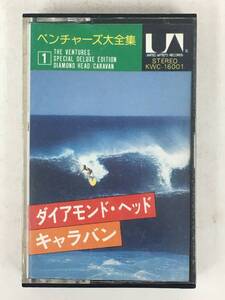 ベンチャーズ大全集
1
THE VENTURES
SPECIAL DELUXE EDITION
DIAMOND HEAD/CARAVAN
UNITED ARTISTS RECORDS
STEREO
KWC-16001
ダイアモンド・ヘッド
キャラバン